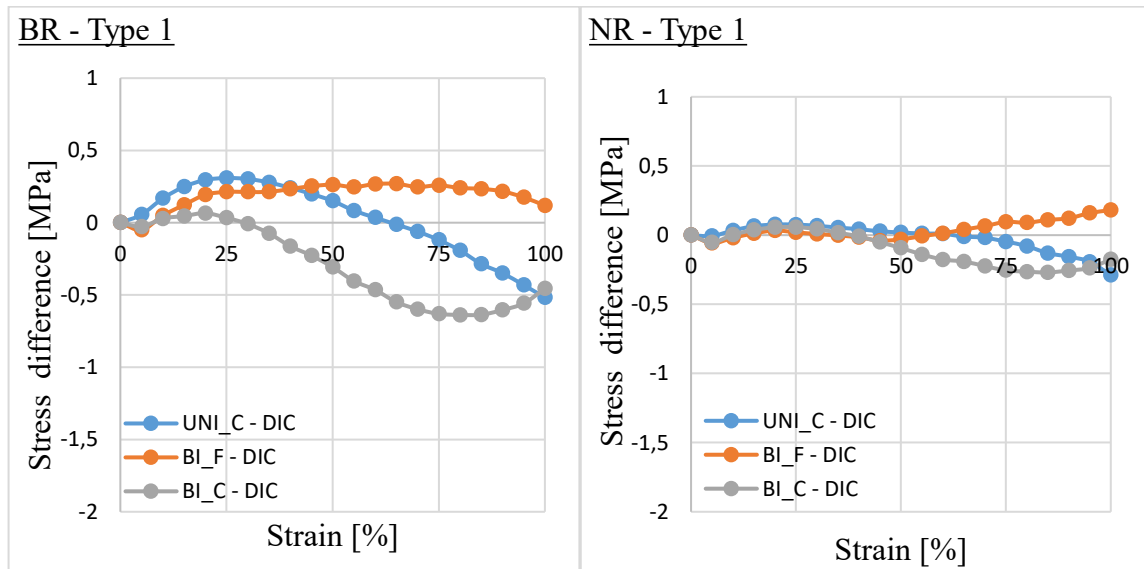 BR - Type 1
Stress difference [MPa]
1
0,5
0
-0,5
-1
-1,5
-2
0
25
50
75
100
UNI_C - DIC
BI_F - DIC
BI_C - DIC
Strain [%]
NR - Type 1
Stress difference [MPa]
1
0,5
0
-0,5
-1
-1,5
-2
0
25
50
75
100
UNI_C - DIC
BI_F - DIC
BI_C - DIC
Strain [%]